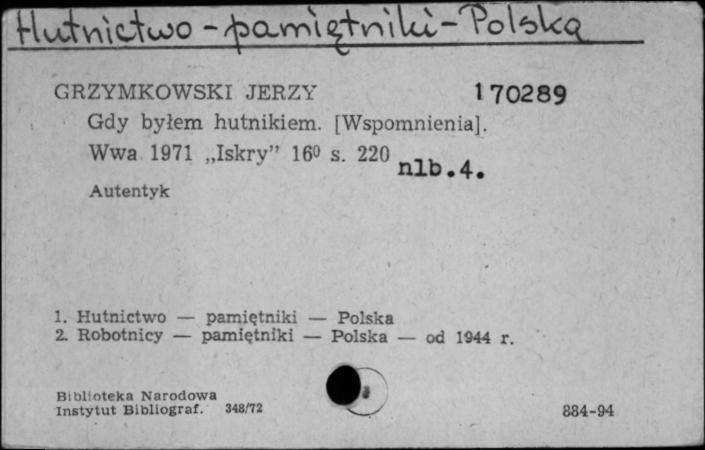 Hutnictwo - pamiętniki - Polska
GRZYMKOWSKI JERZY 170289
Gdy byłem hutnikiem. [Wspomnienia].
Wwa 1971 „Iskry” 16⁰ s. 220 nlb.4.
Autentyk
1. Hutnictwo — pamiętniki — Polska
2. Robotnicy — pamiętniki — Polska — od 1944 r.
Biblioteka Narodowa
Instytut Bibliograf. 348/72 884-94